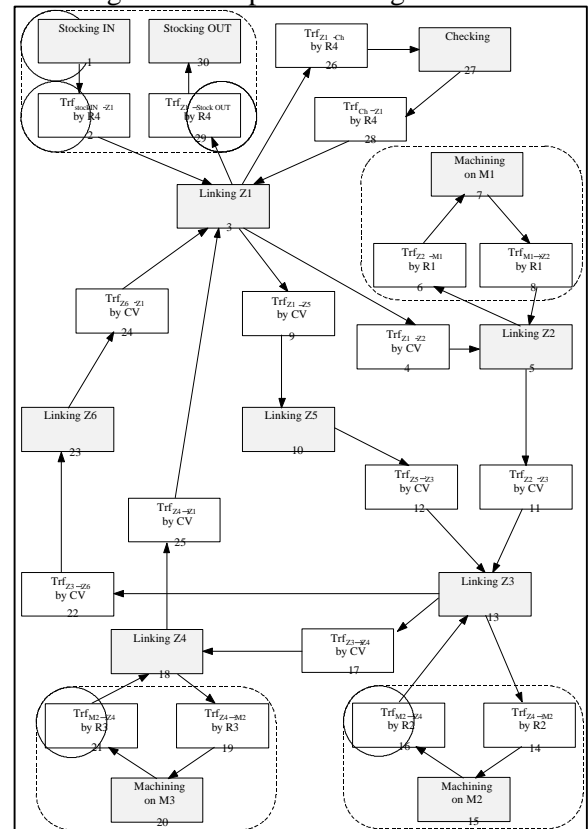 Stocking IN
1
Stocking OUT
30
Trf Z1 -Ch
by R4
26
Checking
27
Trf stockIN -Z1
by R4
2
Trf Z1 -Stock OUT
by R4
29
Trf Ch -Z1
by R4
28
Machining
on M1
7
Linking Z1
3
Trf Z2 -M1
by R1
6
Trf M1→Z2
by R1
8
Trf Z6 -Z1
by CV
24
Trf Z1 -Z5
by CV
9
Trf Z1 -Z2
by CV
4
Linking Z2
5
Linking Z6
23
Linking Z5
10
Trf Z5→Z3
by CV
12
Trf Z2 -Z3
by CV
11
Trf Z4→Z1
by CV
25
Trf Z3→Z6
by CV
22
Linking Z3
13
Linking Z4
18
Trf Z3→Z4
by CV
17
Trf M2→Z4
by R3
21
Trf Z4→M2
by R3
19
Trf M2→Z4
by R2
16
Trf Z4→M2
by R2
14
Machining
on M3
20
Machining
on M2
15